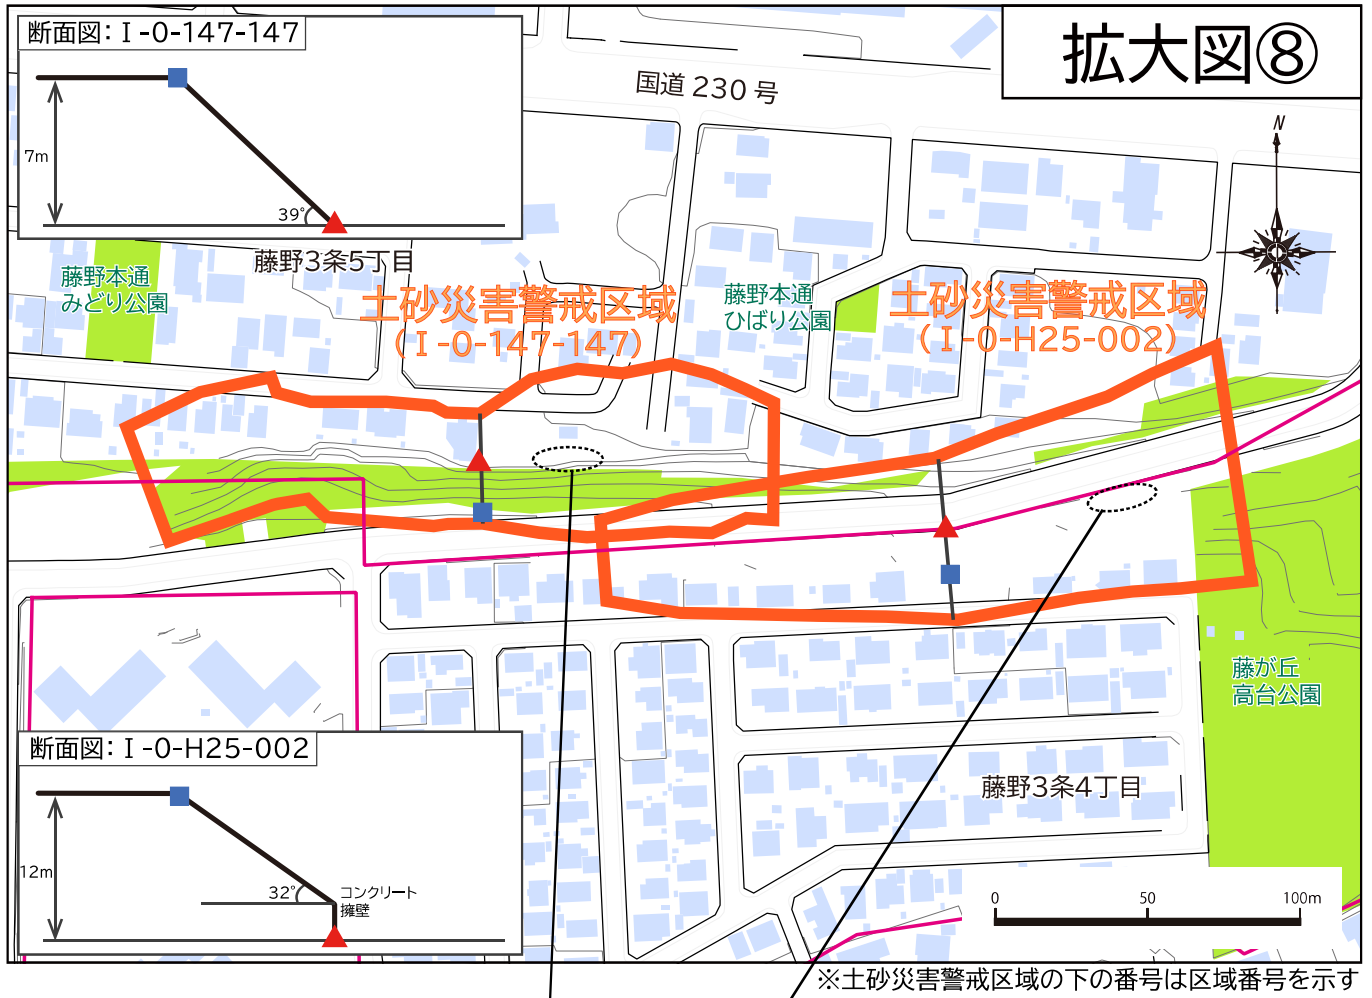 断面図：Ⅰ-0-147-147
7m
39°
拡大図⑧
国道230号
N
藤野3条5丁目
藤野本通
みどり公園
土砂災害警戒区域
（Ⅰ-0-147-147）
藤野本通
ひばり公園
土砂災害警戒区域
（Ⅰ-0-H25-002）
藤が丘
高台公園
断面図：Ⅰ-0-H25-002
12m
32°
コンクリート
擁壁
藤野3条4丁目
0 50 100m
※土砂災害警戒区域の下の番号は区域番号を示す